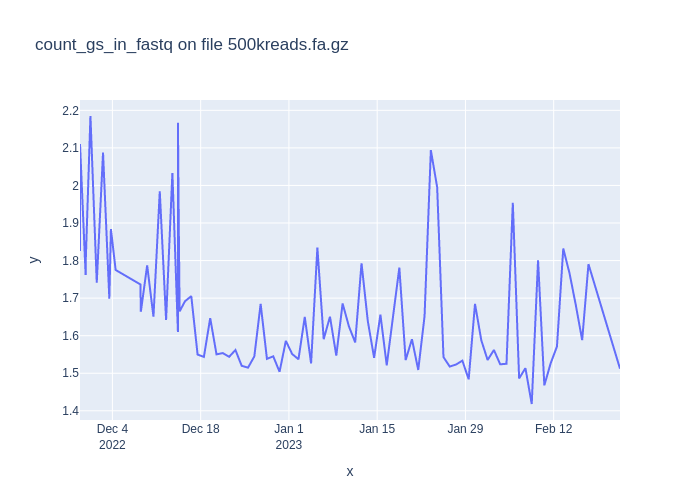 count_gs_in_fastq on file 500kreads.fa.gz
2.2
2.1
2
1.9
1.8
1.7
1.6
1.5
1.4
y
Dec 4
2022
Dec 18
Jan 1
2023
Jan 15
Jan 29
Feb 12
x